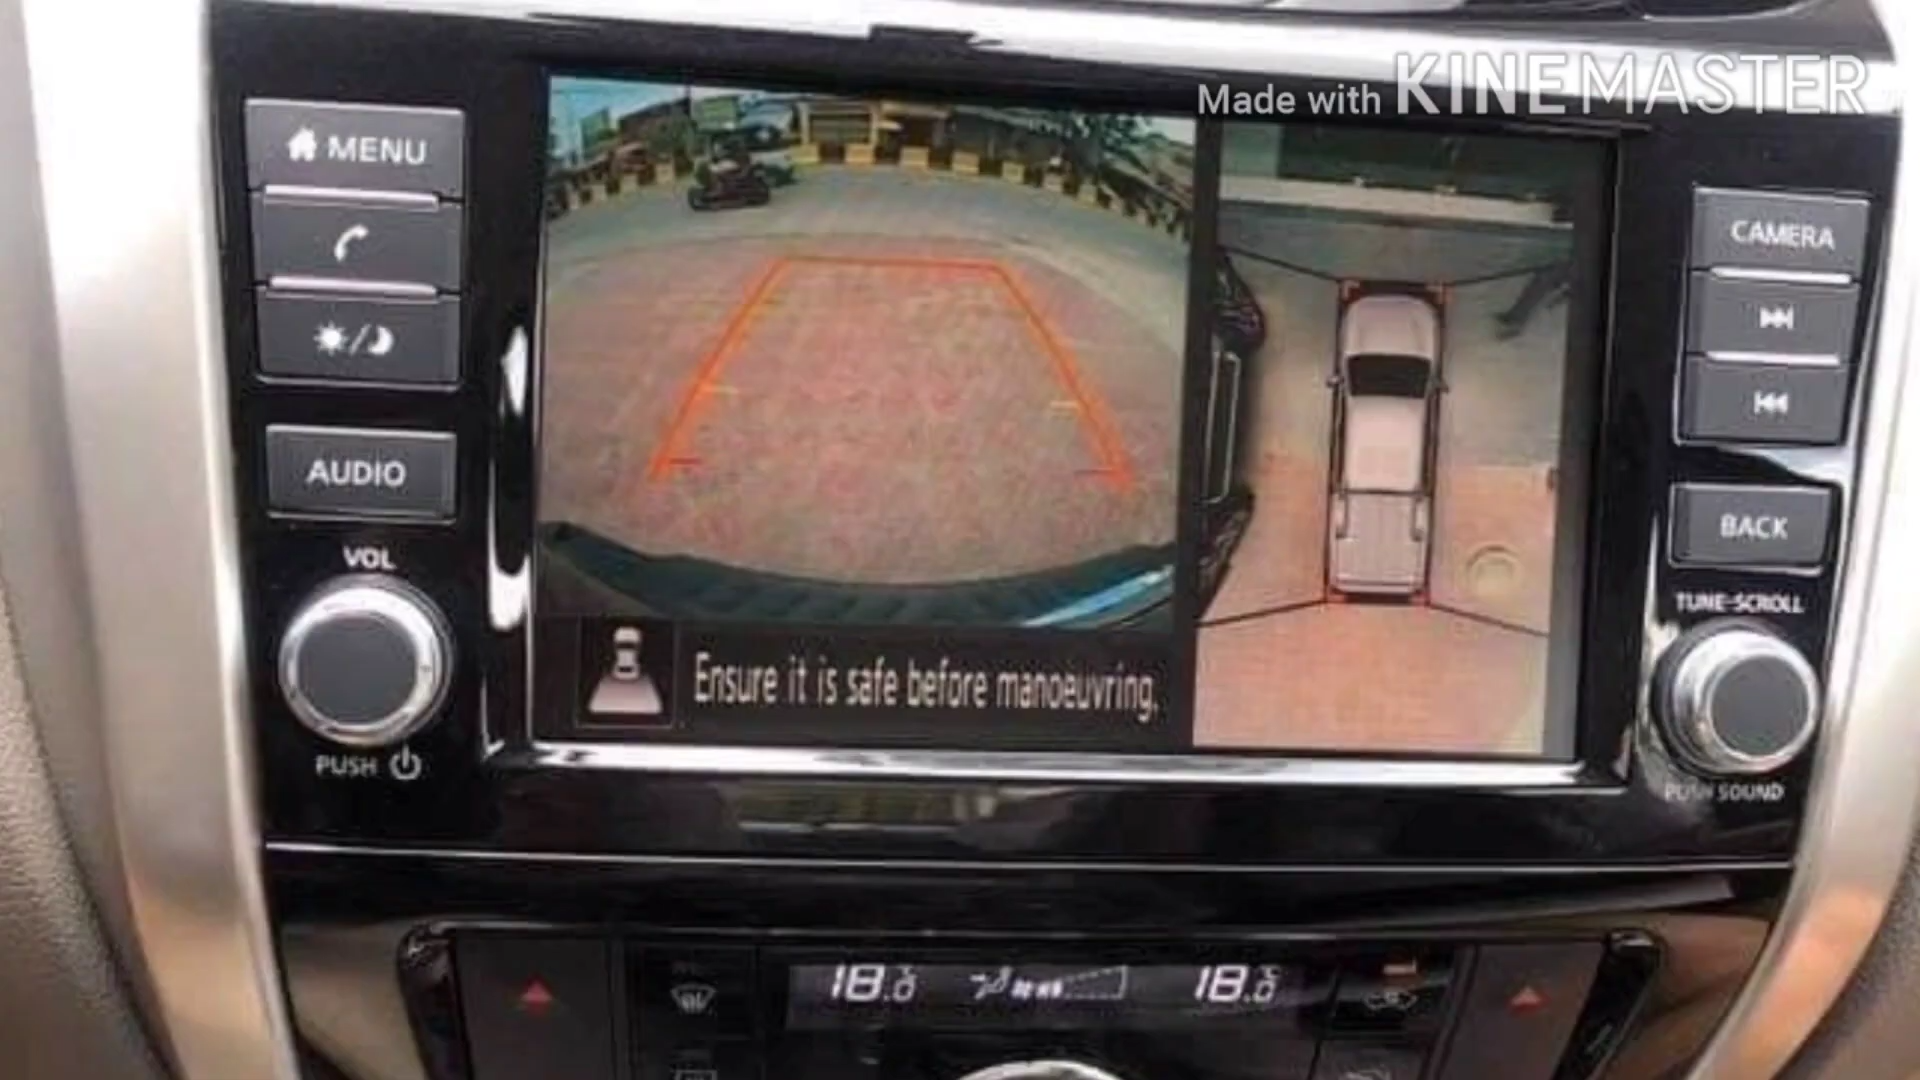 Made with KINEMASTER
MENU
CAMERA
AUDIO
BACK
VOL
TUNE·SCROLL
Ensure it is safe before manoeuvring.
PUSH
PUSH SOUND
18.0°C
18.0°C